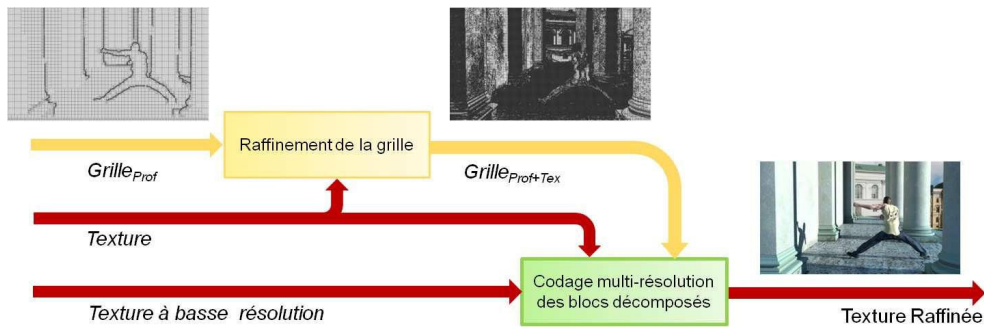 Raffinement de la grille
Grille_Prof
Grille_Prof+Tex
Texture
Codage multi-résolution
des blocs décomposés
Texture à basse résolution
Texture Raffinée